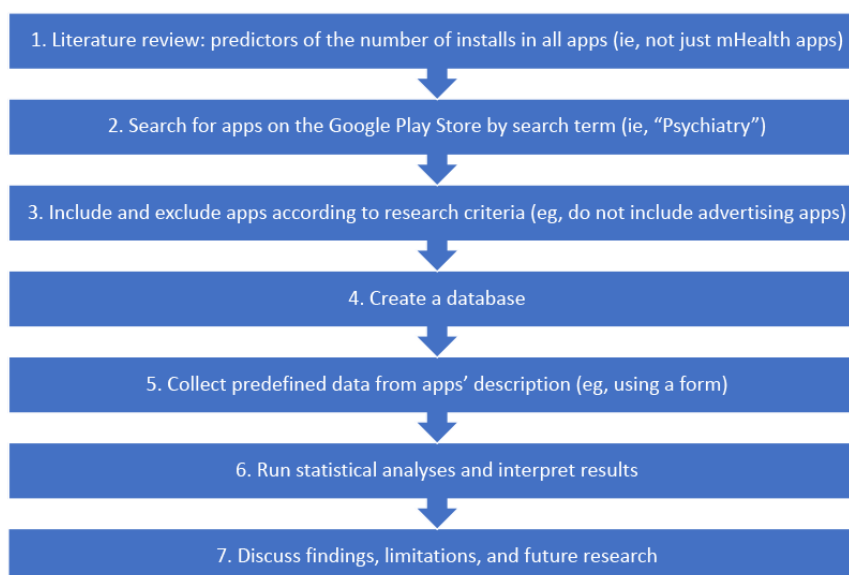 1. Literature review: predictors of the number of installs in all apps (ie, not just mHealth apps)
2. Search for apps on the Google Play Store by search term (ie, “Psychiatry”)
3. Include and exclude apps according to research criteria (eg, do not include advertising apps)
4. Create a database
5. Collect predefined data from apps’ description (eg, using a form)
6. Run statistical analyses and interpret results
7. Discuss findings, limitations, and future research